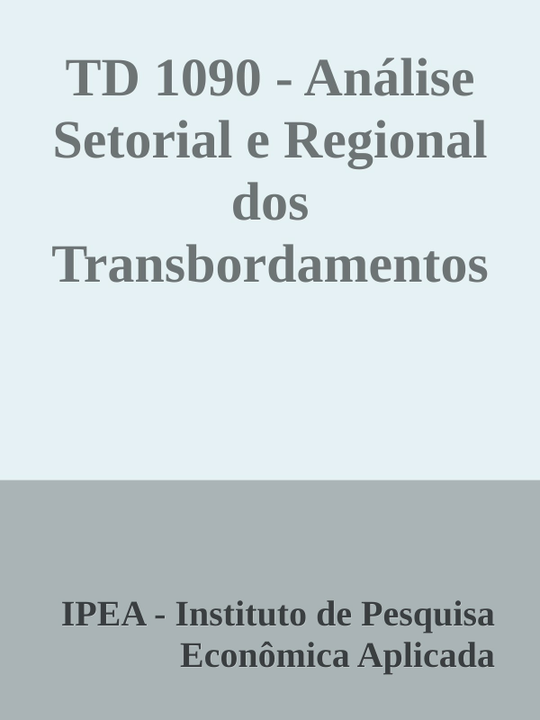 TD 1090 - Análise
Setorial e Regional
dos
Transbordamentos
IPEA - Instituto de Pesquisa
Econômica Aplicada